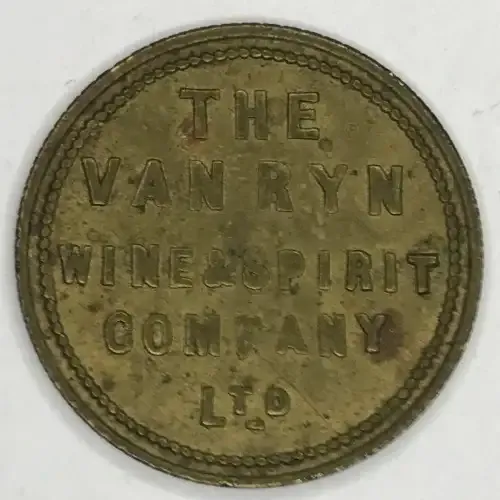 THE
VAN RYN
WINE & SPIRIT
COMPANY
LTD